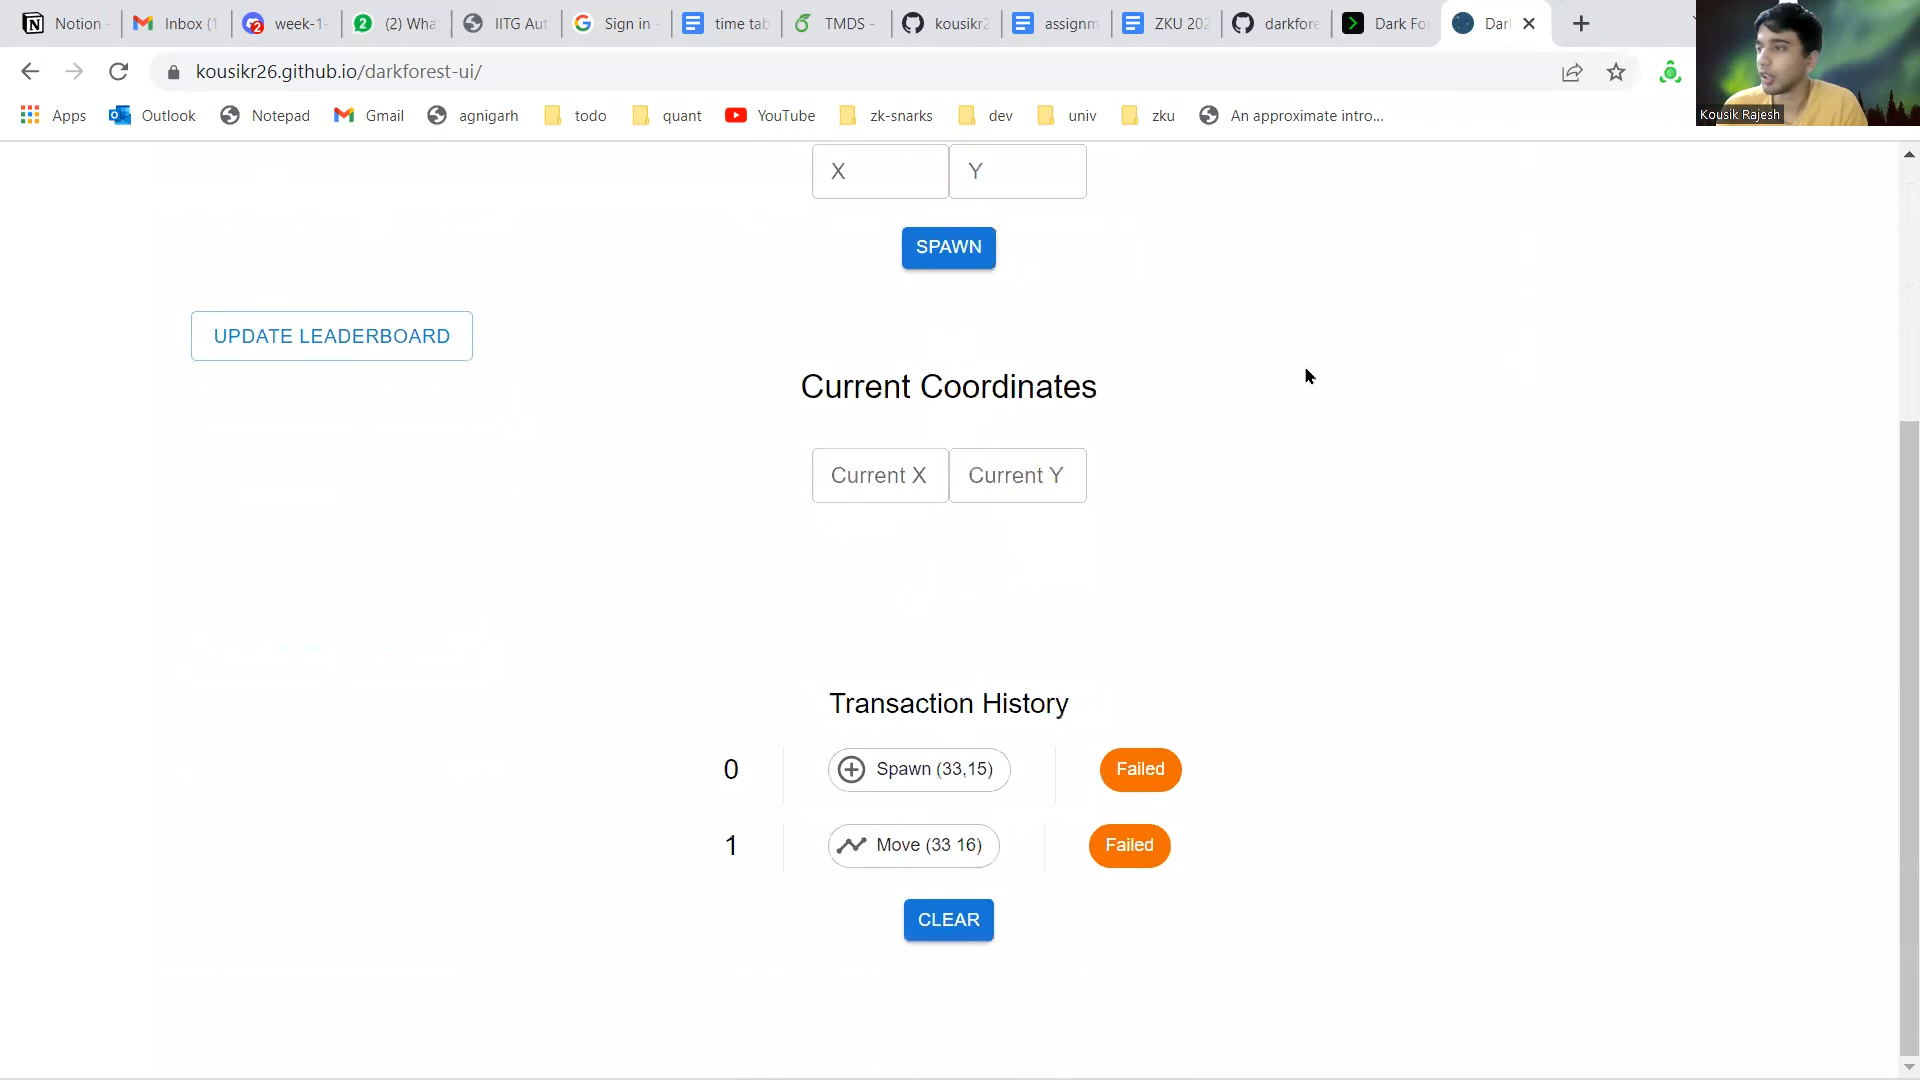 Notion
Inbox (1
week-1-
(2) Wha
IITG Aut
Sign in
time tab
TMDS -
kousikr2
assignm
ZKU 202
darkfore
Dark Fo
Dar
kousikr26.github.io/darkforest-ui/
Apps
Outlook
Notepad
Gmail
agnigarh
todo
quant
YouTube
zk-snarks
dev
univ
zku
An approximate intro...
Kousik Rajesh
X
Y
SPAWN
UPDATE LEADERBOARD
Current Coordinates
Current X
Current Y
Transaction History
0
Spawn (33,15)
Failed
1
Move (33 16)
Failed
CLEAR